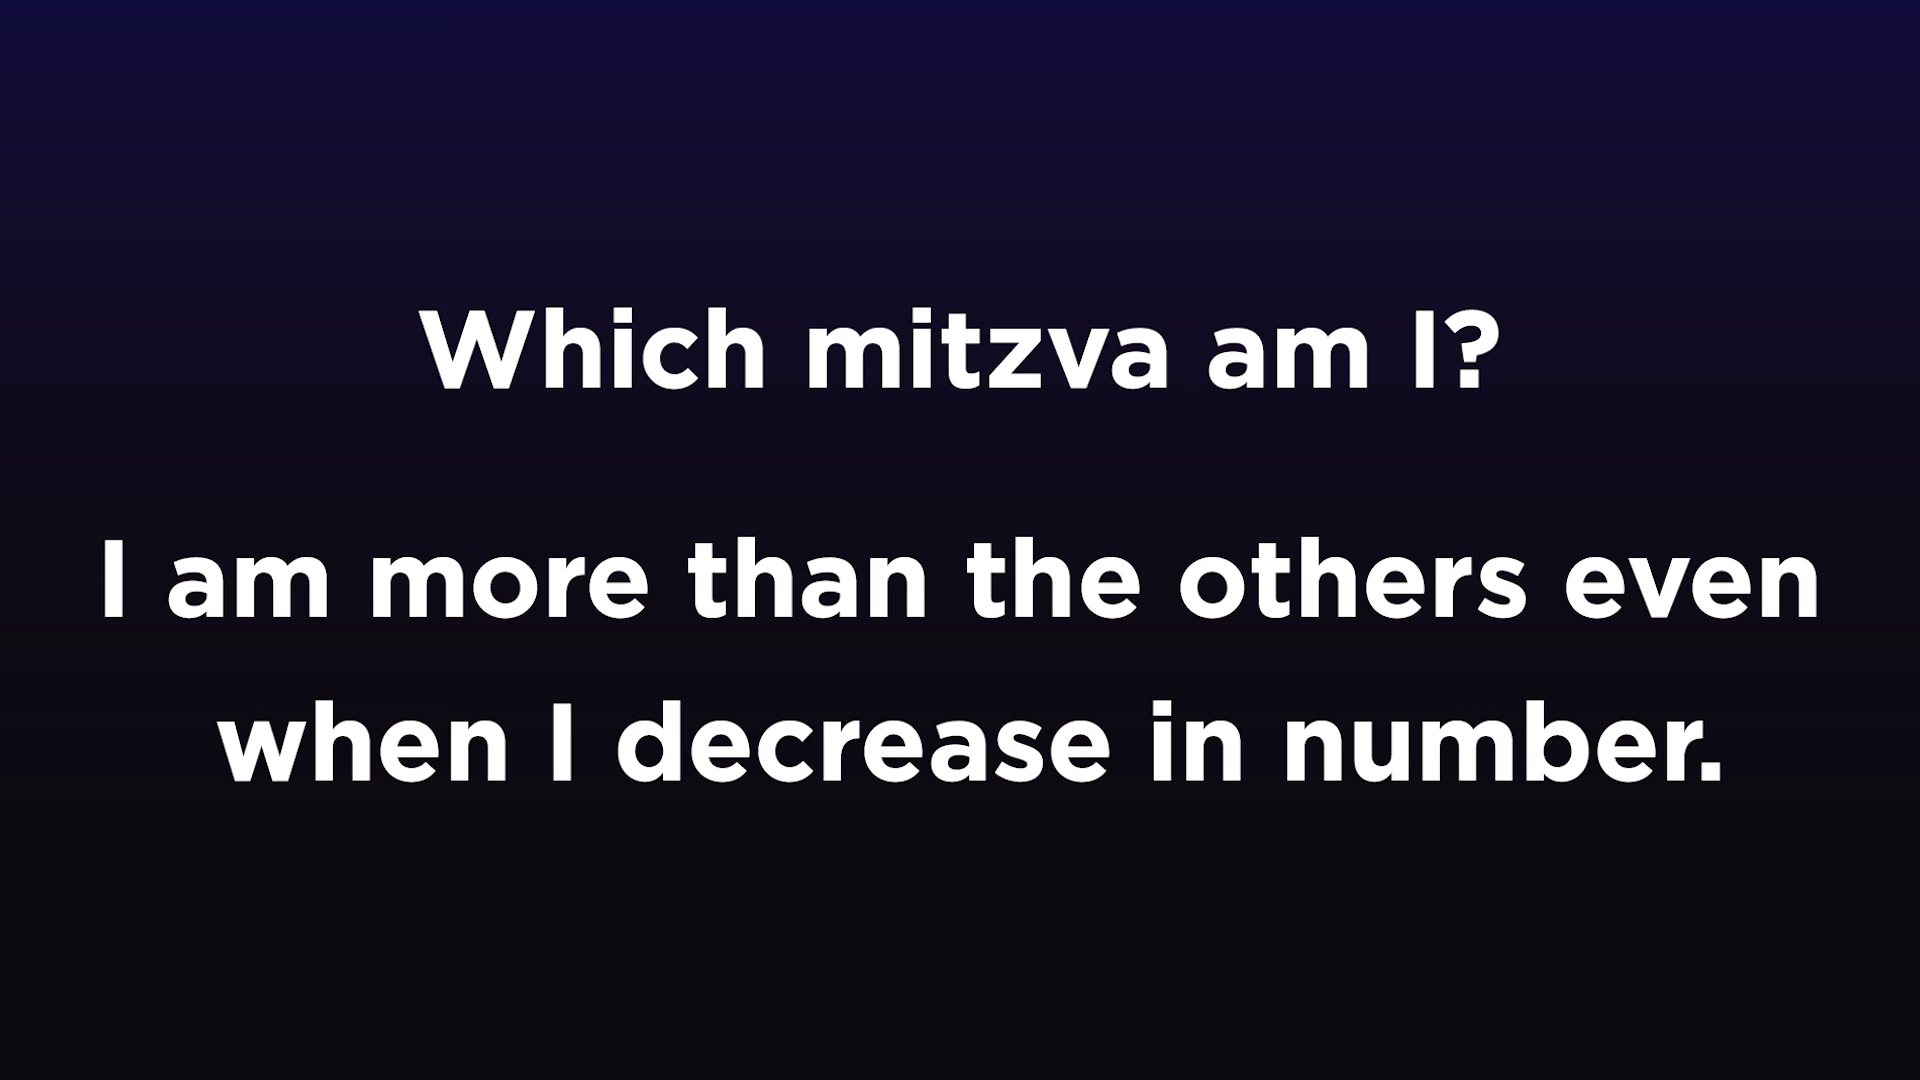 Which mitzva am I?
I am more than the others even
when I decrease in number.